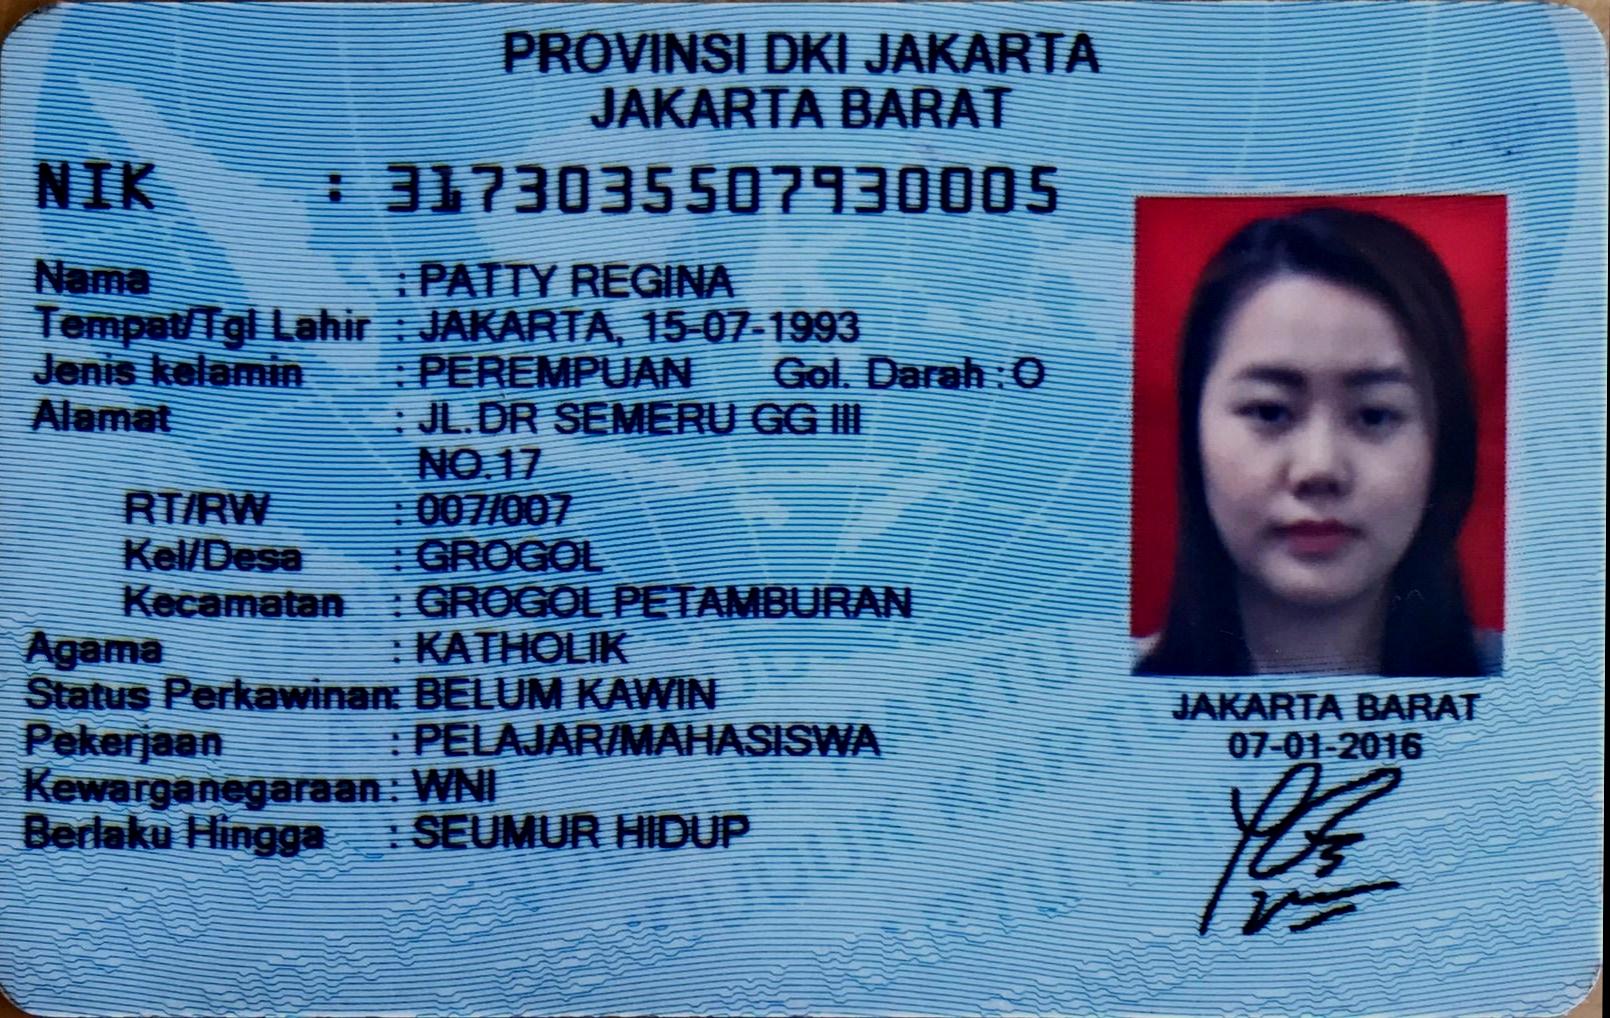 PROVINSI DKI JAKARTA
JAKARTA BARAT
NIK : 3173035507930005
Nama : PATTY REGINA
Tempat/Tgl Lahir : JAKARTA, 15-07-1993
Jenis kelamin : PEREMPUAN Gol. Darah : O
Alamat : JL.DR SEMERU GG III
NO.17
RT/RW : 007/007
Kel/Desa : GROGOL
Kecamatan : GROGOL PETAMBURAN
Agama : KATHOLIK
Status Perkawinan: BELUM KAWIN
Pekerjaan : PELAJAR/MAHASISWA
Kewarganegaraan : WNI
Berlaku Hingga : SEUMUR HIDUP
JAKARTA BARAT
07-01-2016